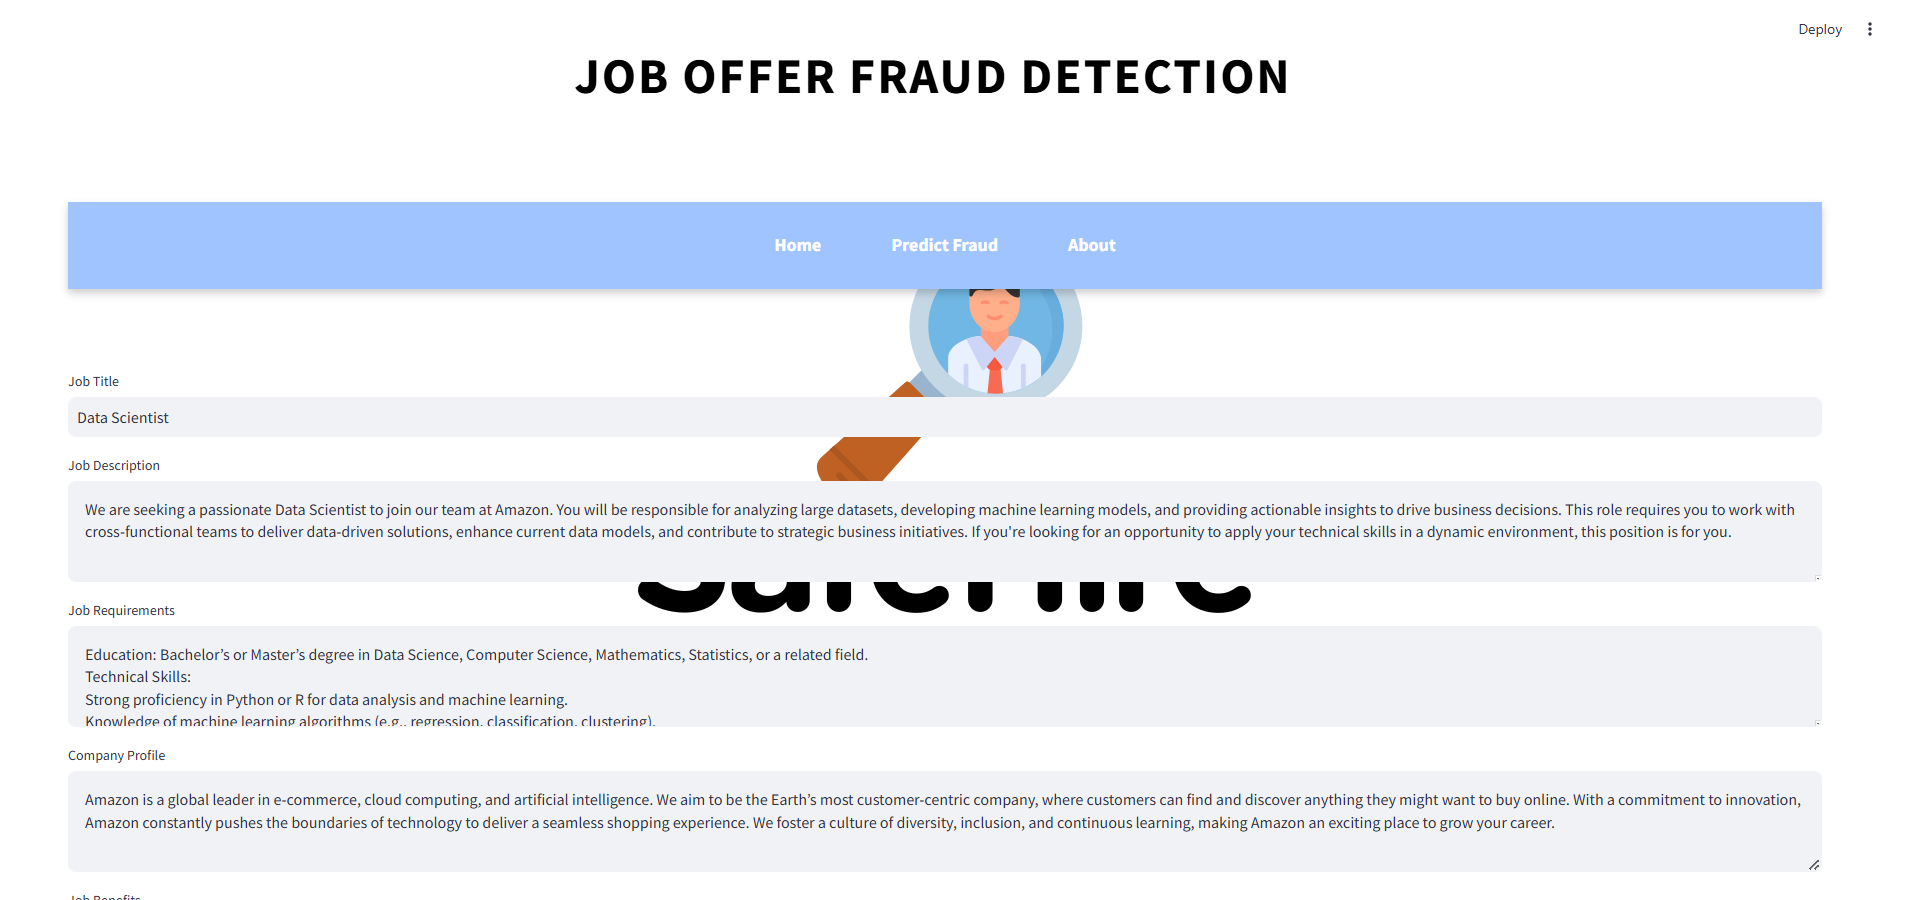 Deploy
JOB OFFER FRAUD DETECTION
Home
Predict Fraud
About
Job Title
Data Scientist
Job Description
We are seeking a passionate Data Scientist to join our team at Amazon. You will be responsible for analyzing large datasets, developing machine learning models, and providing actionable insights to drive business decisions. This role requires you to work with
cross-functional teams to deliver data-driven solutions, enhance current data models, and contribute to strategic business initiatives. If you're looking for an opportunity to apply your technical skills in a dynamic environment, this position is for you.
Job Requirements
Education: Bachelor’s or Master’s degree in Data Science, Computer Science, Mathematics, Statistics, or a related field.
Technical Skills:
Strong proficiency in Python or R for data analysis and machine learning.
Knowledge of machine learning algorithms (e.g., regression, classification, clustering).
Company Profile
Amazon is a global leader in e-commerce, cloud computing, and artificial intelligence. We aim to be the Earth’s most customer-centric company, where customers can find and discover anything they might want to buy online. With a commitment to innovation,
Amazon constantly pushes the boundaries of technology to deliver a seamless shopping experience. We foster a culture of diversity, inclusion, and continuous learning, making Amazon an exciting place to grow your career.
Job Benefits